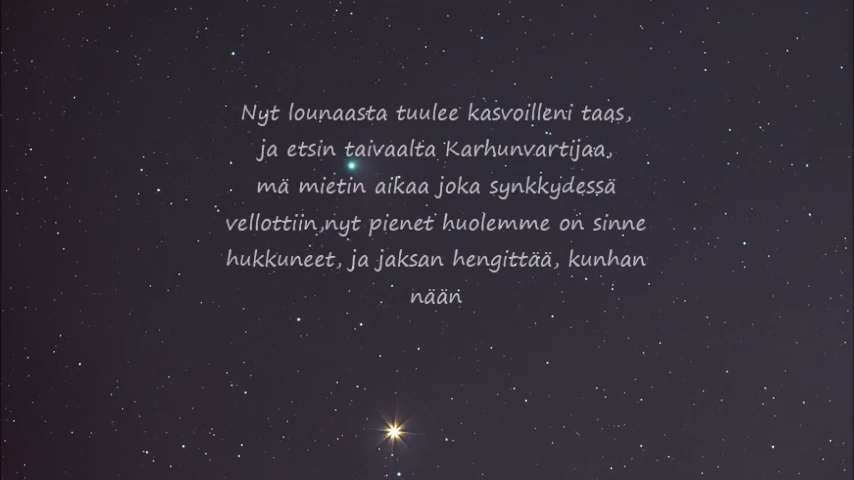 Nyt lounaasta tuulee kasvoilleni taas,
ja etsin taivaalta Karhunvartijaa,
mä mietin aikaa joka synkkydessä
vellottiin,nyt pienet huolemme on sinne
hukkuneet, ja jaksan hengittää, kunhan
nään